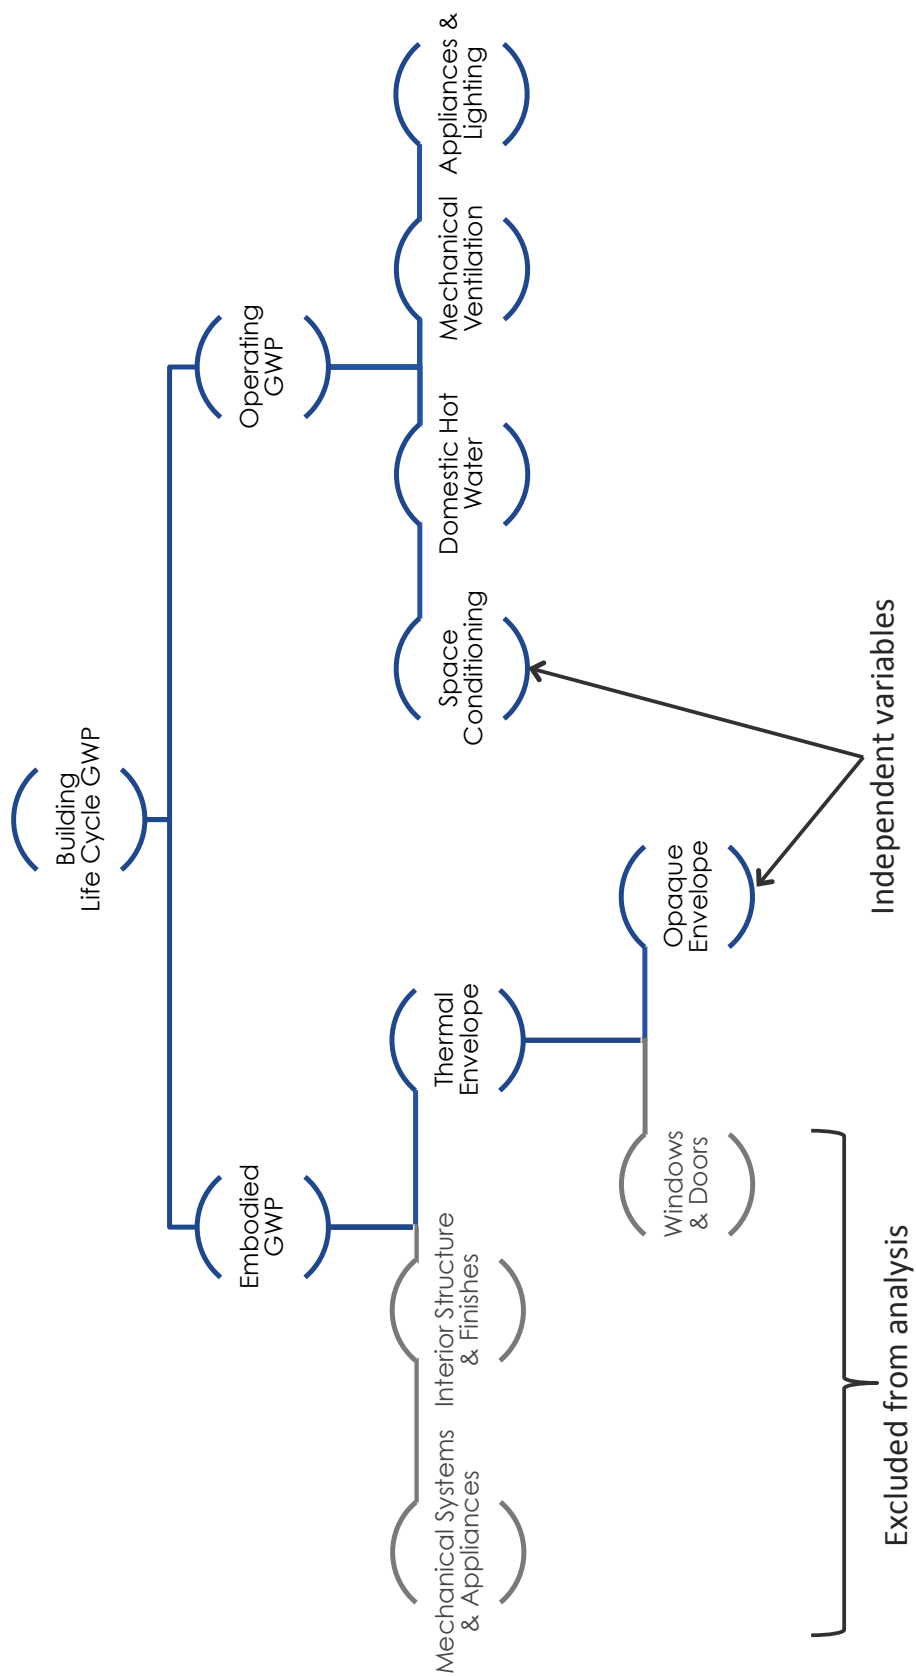 Building
Life Cycle GWP
Embodied
GWP
Operating
GWP
Mechanical Systems
& Appliances
Interior Structure
& Finishes
Thermal
Envelope
Space
Conditioning
Domestic Hot
Water
Mechanical
Ventilation
Appliances &
Lighting
Windows
& Doors
Opaque
Envelope
Excluded from analysis
Independent variables